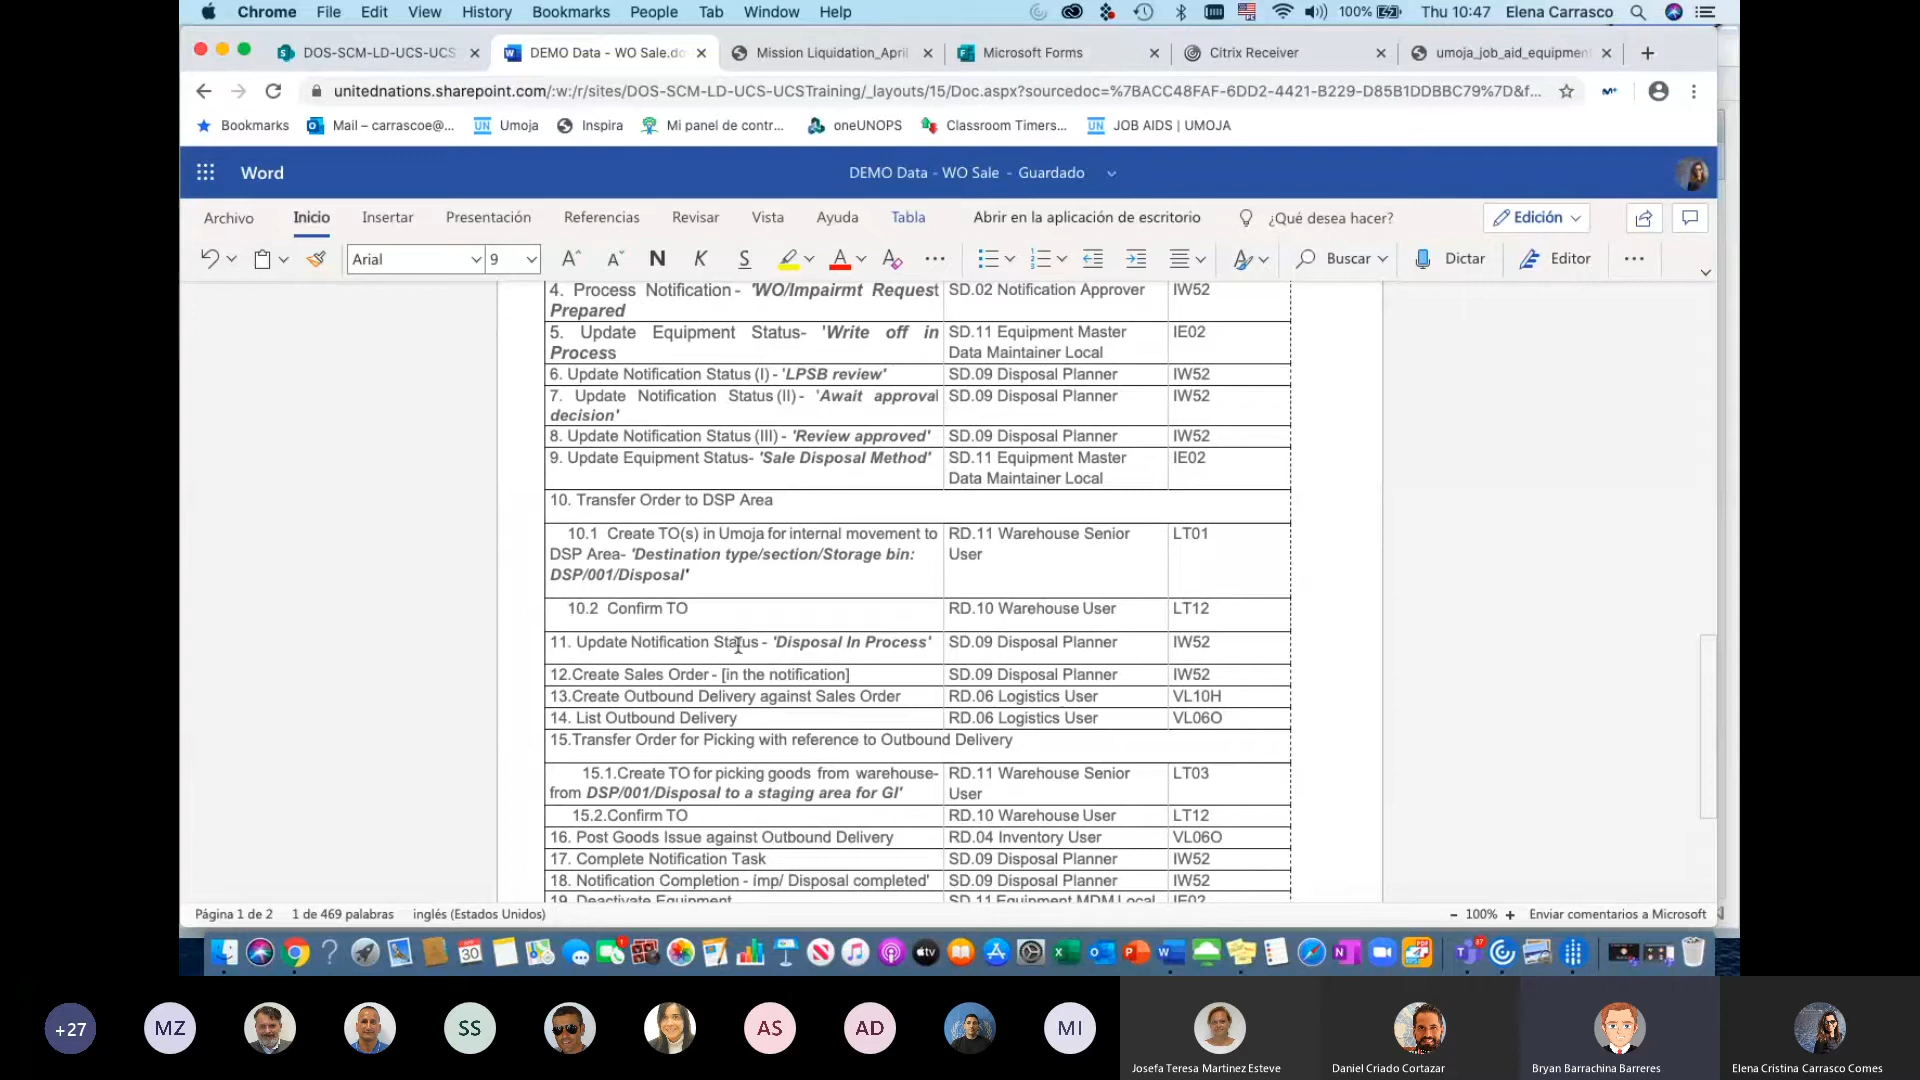 Chrome File Edit View History Bookmarks People Tab Window Help 100% Thu 10:47 Elena Carrasco
DOS-SCM-LD-UCS-UCS DEMO Data - WO Sale.do Mission Liquidation_April Microsoft Forms Citrix Receiver umoja_job_aid_equipment
unitednations.sharepoint.com/:w:/r/sites/DOS-SCM-LD-UCS-UCSTraining/_layouts/15/Doc.aspx?sourcedoc=%7BACC48FAF-6DD2-4421-B229-D85B1DDBBC79%7D&f...
Bookmarks Mail – carrascoe@... UN Umoja Inspira Mi panel de contr... oneUNOPS Classroom Timers... UN JOB AIDS | UMOJA
Word DEMO Data - WO Sale - Guardado
Archivo Inicio Insertar Presentación Referencias Revisar Vista Ayuda Tabla Abrir en la aplicación de escritorio ¿Qué desea hacer? Edición
Arial 9 N K S Buscar Dictar Editor
4. Process Notification - 'WO/Impairmt Request Prepared SD.02 Notification Approver IW52
5. Update Equipment Status- 'Write off in Process SD.11 Equipment Master Data Maintainer Local IE02
6. Update Notification Status (I) - 'LPSB review' SD.09 Disposal Planner IW52
7. Update Notification Status (II) - 'Await approval decision' SD.09 Disposal Planner IW52
8. Update Notification Status (III) - 'Review approved' SD.09 Disposal Planner IW52
9. Update Equipment Status- 'Sale Disposal Method' SD.11 Equipment Master Data Maintainer Local IE02
10. Transfer Order to DSP Area
10.1 Create TO(s) in Umoja for internal movement to DSP Area- 'Destination type/section/Storage bin: DSP/001/Disposal' RD.11 Warehouse Senior User LT01
10.2 Confirm TO RD.10 Warehouse User LT12
11. Update Notification Status - 'Disposal In Process' SD.09 Disposal Planner IW52
12.Create Sales Order - [in the notification] SD.09 Disposal Planner IW52
13.Create Outbound Delivery against Sales Order RD.06 Logistics User VL10H
14. List Outbound Delivery RD.06 Logistics User VL06O
15.Transfer Order for Picking with reference to Outbound Delivery
15.1.Create TO for picking goods from warehouse- from DSP/001/Disposal to a staging area for GI' RD.11 Warehouse Senior User LT03
15.2.Confirm TO RD.10 Warehouse User LT12
16. Post Goods Issue against Outbound Delivery RD.04 Inventory User VL06O
17. Complete Notification Task SD.09 Disposal Planner IW52
18. Notification Completion - ímp/ Disposal completed' SD.09 Disposal Planner IW52
19. Deactivate Equipment SD.11 Equipment MDM Local IE02
Página 1 de 2 1 de 469 palabras inglés (Estados Unidos) - 100% + Enviar comentarios a Microsoft
+27 MZ SS AS AD MI
Josefa Teresa Martinez Esteve Daniel Criado Cortazar Bryan Barrachina Barreres Elena Cristina Carrasco Comes